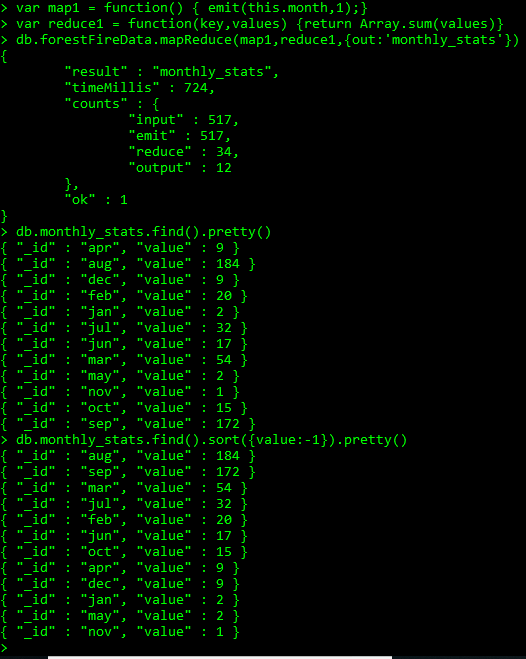 > var map1 = function() { emit(this.month,1);}
> var reduce1 = function(key,values) {return Array.sum(values)}
> db.forestFireData.mapReduce(map1,reduce1,{out:'monthly_stats'})
{
        "result" : "monthly_stats",
        "timeMillis" : 724,
        "counts" : {
                "input" : 517,
                "emit" : 517,
                "reduce" : 34,
                "output" : 12
        },
        "ok" : 1
}
> db.monthly_stats.find().pretty()
{ "_id" : "apr", "value" : 9 }
{ "_id" : "aug", "value" : 184 }
{ "_id" : "dec", "value" : 9 }
{ "_id" : "feb", "value" : 20 }
{ "_id" : "jan", "value" : 2 }
{ "_id" : "jul", "value" : 32 }
{ "_id" : "jun", "value" : 17 }
{ "_id" : "mar", "value" : 54 }
{ "_id" : "may", "value" : 2 }
{ "_id" : "nov", "value" : 1 }
{ "_id" : "oct", "value" : 15 }
{ "_id" : "sep", "value" : 172 }
> db.monthly_stats.find().sort({value:-1}).pretty()
{ "_id" : "aug", "value" : 184 }
{ "_id" : "sep", "value" : 172 }
{ "_id" : "mar", "value" : 54 }
{ "_id" : "jul", "value" : 32 }
{ "_id" : "feb", "value" : 20 }
{ "_id" : "jun", "value" : 17 }
{ "_id" : "oct", "value" : 15 }
{ "_id" : "apr", "value" : 9 }
{ "_id" : "dec", "value" : 9 }
{ "_id" : "jan", "value" : 2 }
{ "_id" : "may", "value" : 2 }
{ "_id" : "nov", "value" : 1 }
>